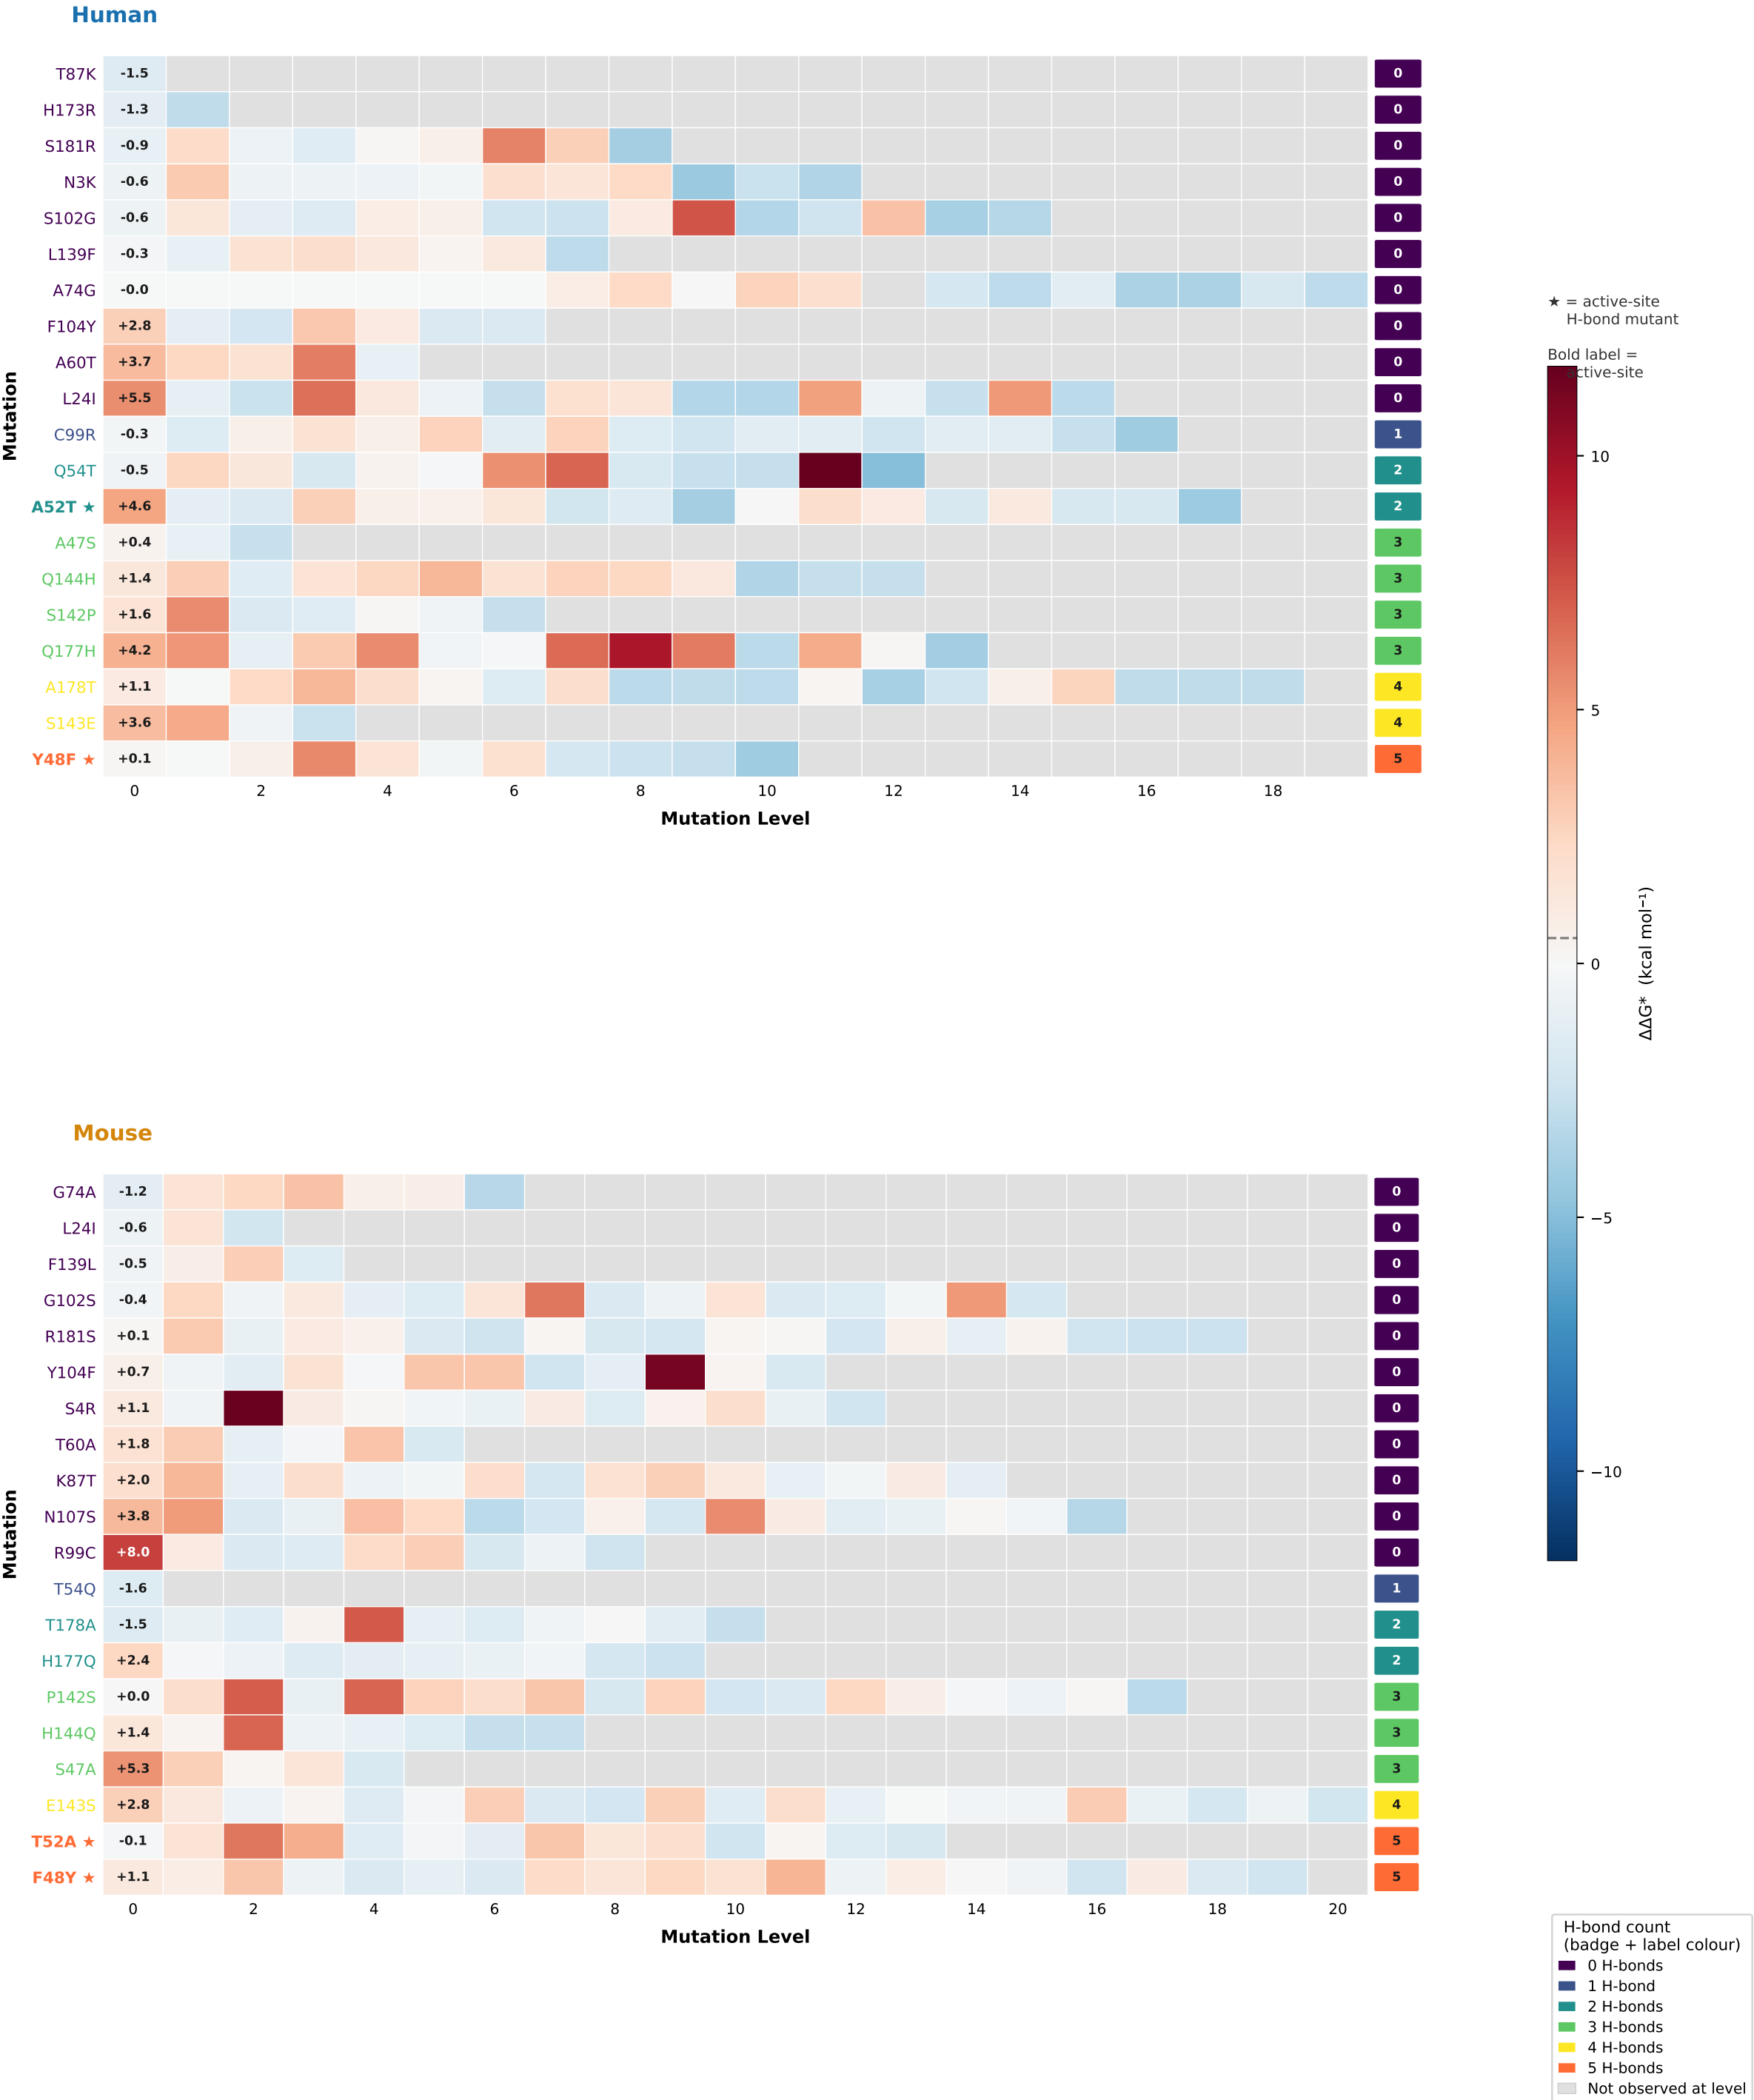 Human
Mutation
T87K -1.5 0
H173R -1.3 0
S181R -0.9 0
N3K -0.6 0
S102G -0.6 0
L139F -0.3 0
A74G -0.0 0
F104Y +2.8 0
A60T +3.7 0
L24I +5.5 0
C99R -0.3 1
Q54T -0.5 2
A52T ★ +4.6 2
A47S +0.4 3
Q144H +1.4 3
S142P +1.6 3
Q177H +4.2 3
A178T +1.1 4
S143E +3.6 4
Y48F ★ +0.1 5
0 2 4 6 8 10 12 14 16 18
Mutation Level
★ = active-site
H-bond mutant
Bold label =
active-site
10
5
0
−5
−10
ΔΔG* (kcal mol⁻¹)
Mouse
Mutation
G74A -1.2 0
L24I -0.6 0
F139L -0.5 0
G102S -0.4 0
R181S +0.1 0
Y104F +0.7 0
S4R +1.1 0
T60A +1.8 0
K87T +2.0 0
N107S +3.8 0
R99C +8.0 0
T54Q -1.6 1
T178A -1.5 2
H177Q +2.4 2
P142S +0.0 3
H144Q +1.4 3
S47A +5.3 3
E143S +2.8 4
T52A ★ -0.1 5
F48Y ★ +1.1 5
0 2 4 6 8 10 12 14 16 18 20
Mutation Level
H-bond count
(badge + label colour)
0 H-bonds
1 H-bond
2 H-bonds
3 H-bonds
4 H-bonds
5 H-bonds
Not observed at level